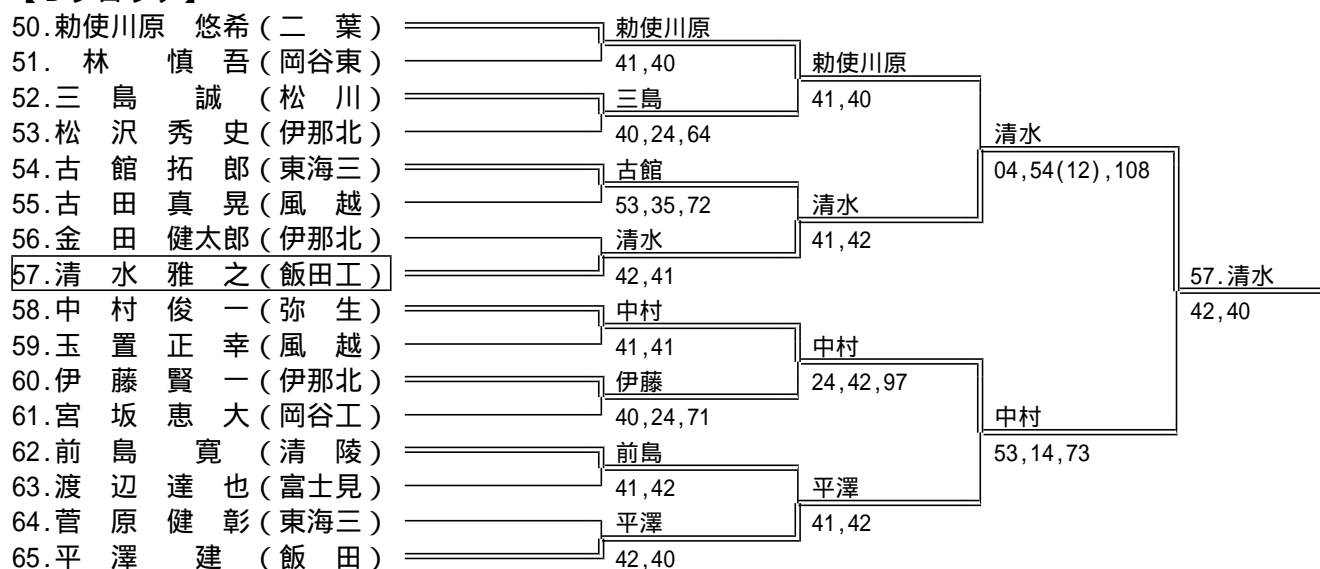 50.勅使川原 悠希(二 葉)
勅使川原
51. 林 慎 吾(岡谷東)
41,40
勅使川原
52.三 島 誠 (松 川)
三島
41,40
53.松 沢 秀 史(伊那北)
40,24,64
清水
54.古 館 拓 郎(東海三)
古館
04,54(12),108
55.古 田 真 晃(風 越)
53,35,72
清水
56.金 田 健太郎(伊那北)
清水
41,42
57.清 水 雅 之(飯田工)
42,41
57.清水
58.中 村 俊 一(弥 生)
中村
42,40
59.玉 置 正 幸(風 越)
41,41
中村
60.伊 藤 賢 一(伊那北)
伊藤
24,42,97
61.宮 坂 恵 大(岡谷工)
40,24,71
中村
62.前 島 寛 (清 陵)
前島
53,14,73
63.渡 辺 達 也(富士見)
41,42
平澤
64.菅 原 健 彰(東海三)
平澤
41,42
65.平 澤 建 (飯 田)
42,40